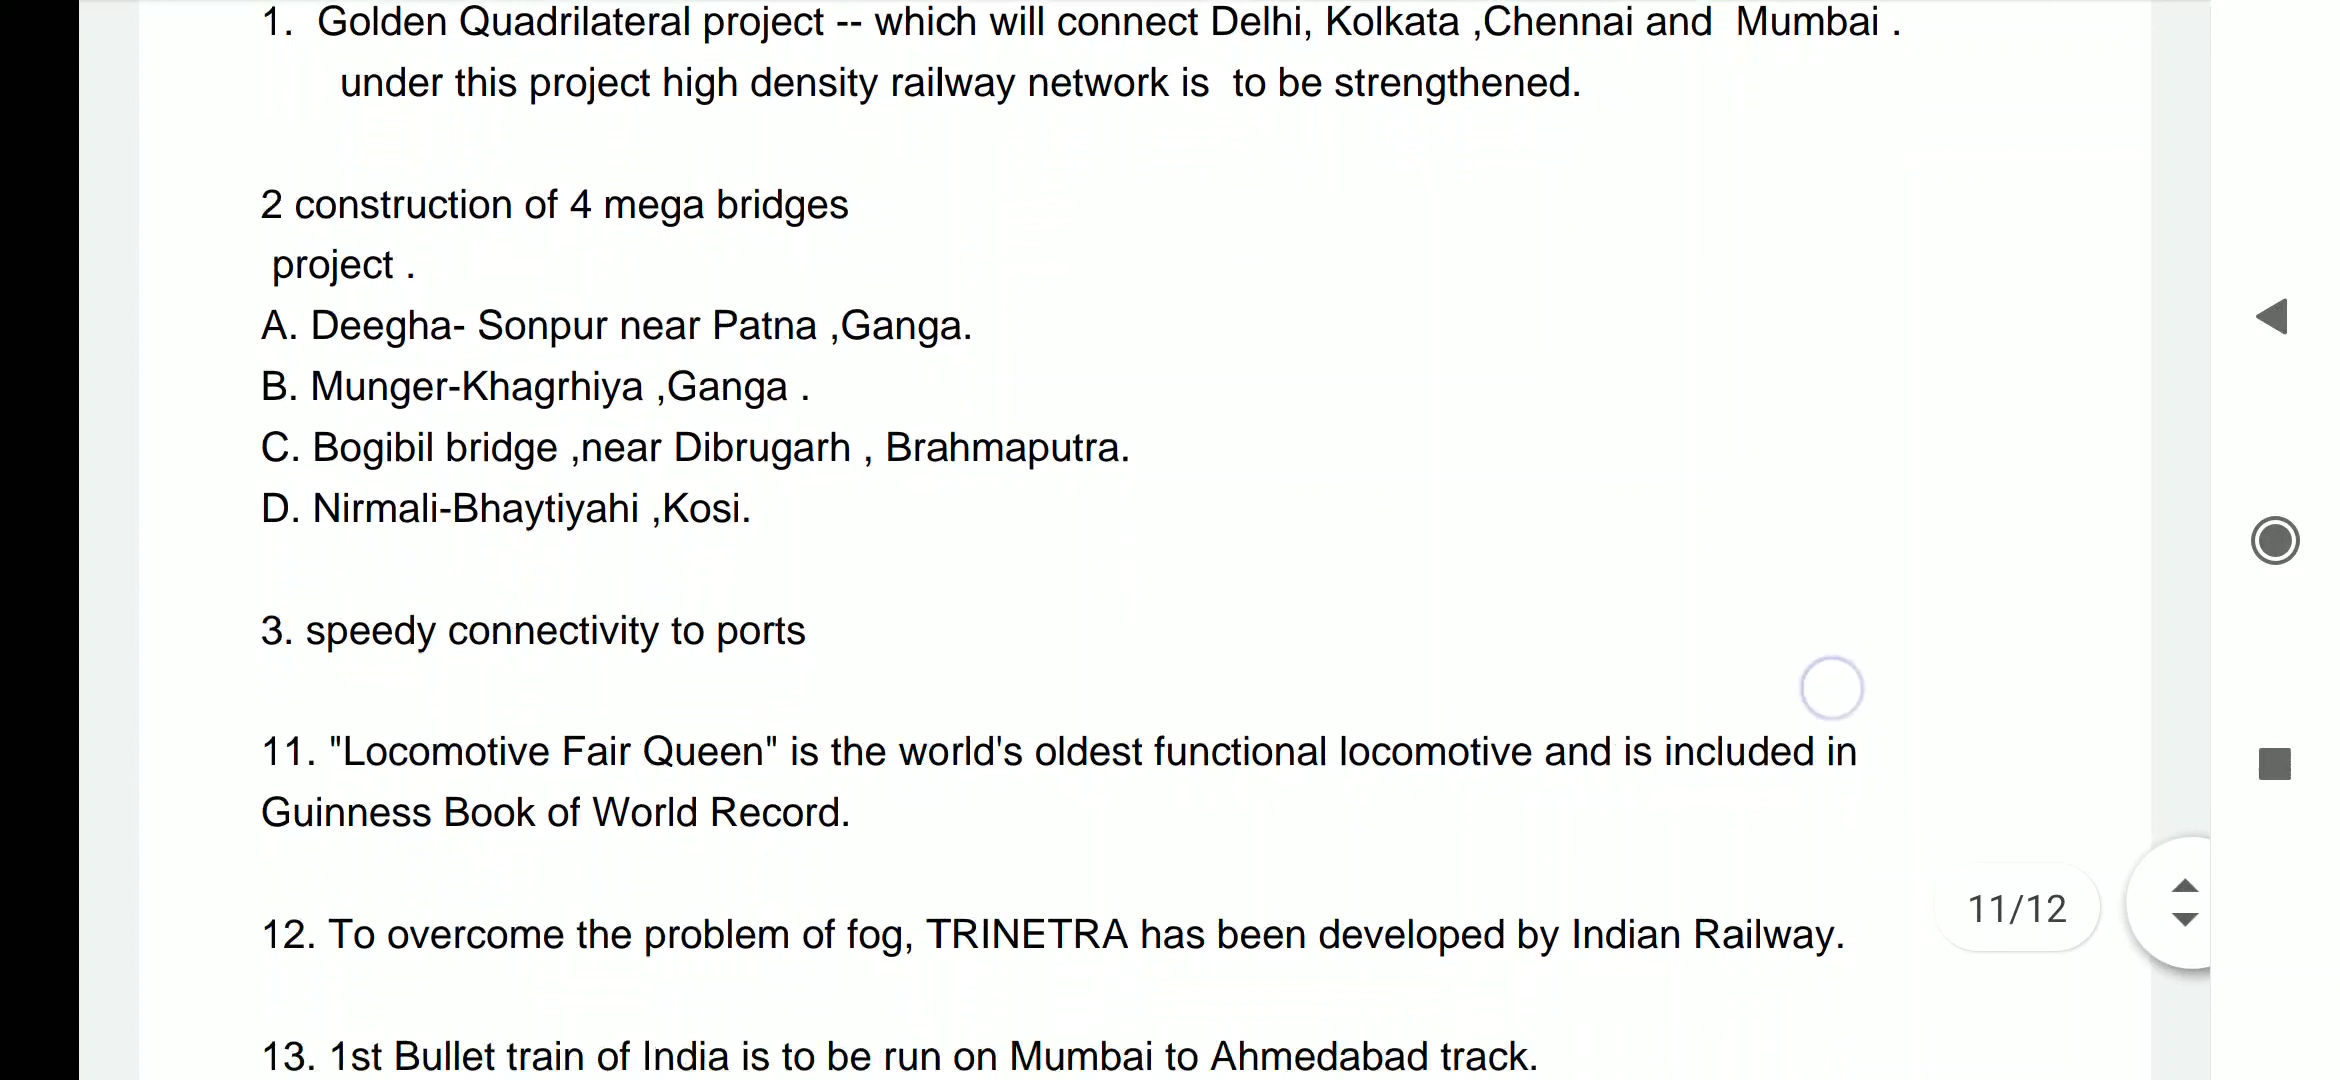 1.  Golden Quadrilateral project -- which will connect Delhi, Kolkata ,Chennai and  Mumbai .
under this project high density railway network is  to be strengthened.
2 construction of 4 mega bridges
project .
A. Deegha- Sonpur near Patna ,Ganga.
B. Munger-Khagrhiya ,Ganga .
C. Bogibil bridge ,near Dibrugarh , Brahmaputra.
D. Nirmali-Bhaytiyahi ,Kosi.
3. speedy connectivity to ports
11. "Locomotive Fair Queen" is the world's oldest functional locomotive and is included in
Guinness Book of World Record.
12. To overcome the problem of fog, TRINETRA has been developed by Indian Railway.
11/12
13. 1st Bullet train of India is to be run on Mumbai to Ahmedabad track.